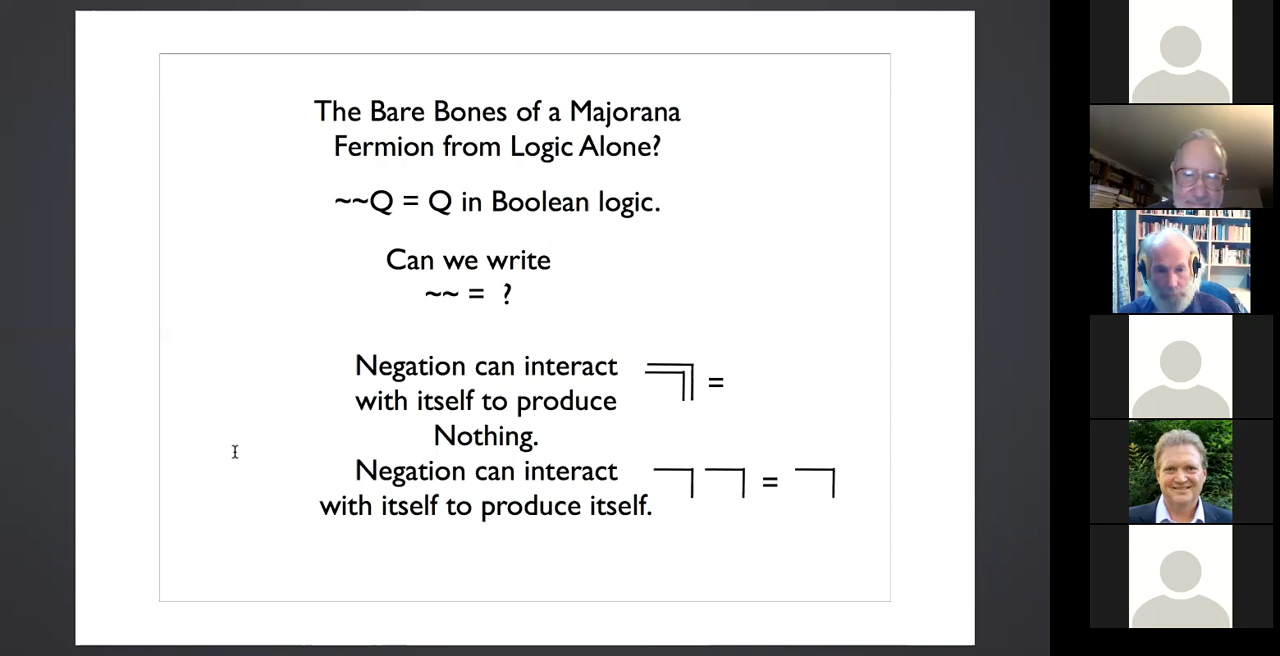 The Bare Bones of a Majorana
Fermion from Logic Alone?
~~Q = Q in Boolean logic.
Can we write
~~ = ?
Negation can interact
with itself to produce
Nothing.
=
Negation can interact
with itself to produce itself.
=